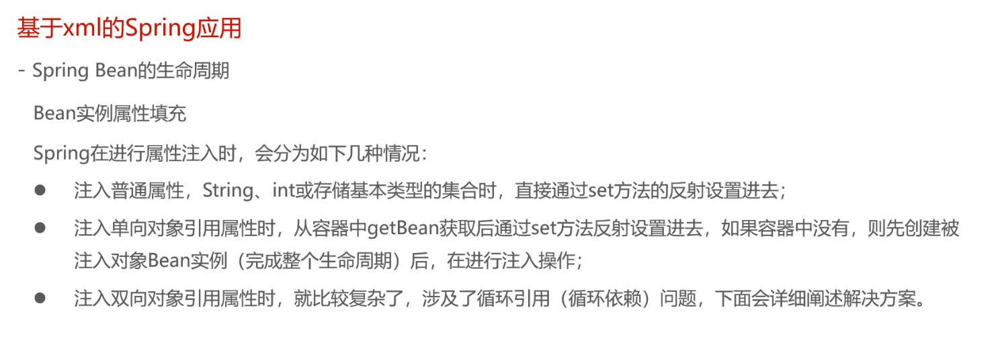 基于xml的Spring应用
- Spring Bean的生命周期
Bean实例属性填充
Spring在进行属性注入时，会分为如下几种情况：
● 注入普通属性，String、int或存储基本类型的集合时，直接通过set方法的反射设置进去；
● 注入单向对象引用属性时，从容器中getBean获取后通过set方法反射设置进去，如果容器中没有，则先创建被
注入对象Bean实例（完成整个生命周期）后，在进行注入操作；
● 注入双向对象引用属性时，就比较复杂了，涉及了循环引用（循环依赖）问题，下面会详细阐述解决方案。